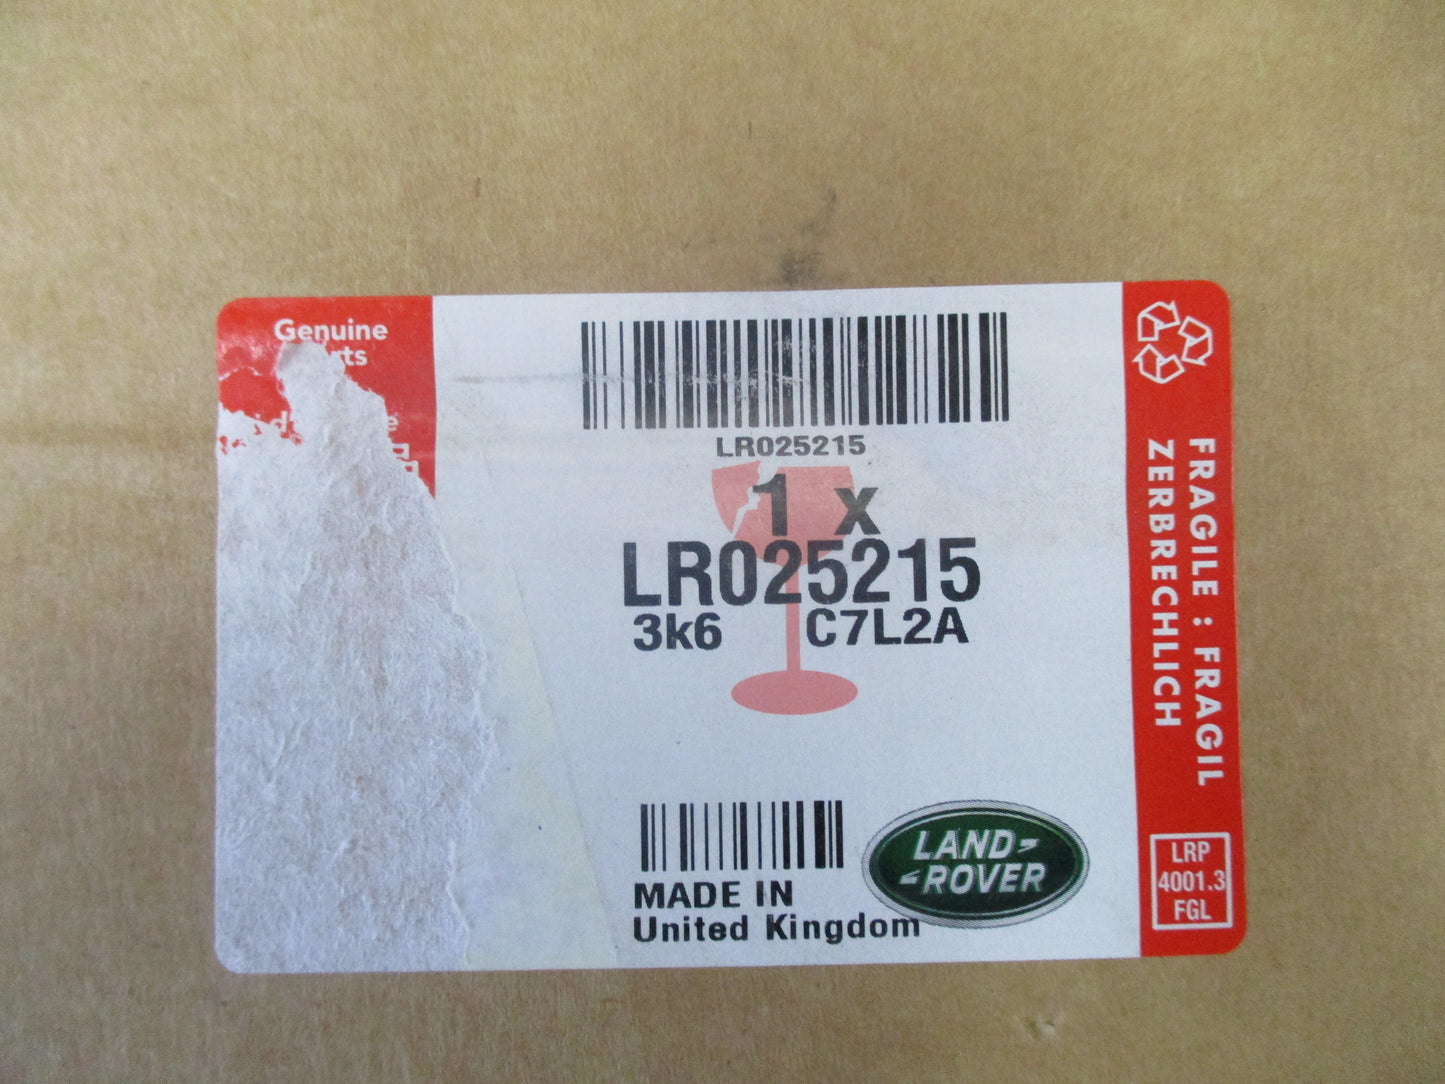 Genuine
LR025215
1 x
LR025215
3k6 C7L2A
MADE IN
United Kingdom
LAND-
-ROVER
FRAGILE : FRAGIL
ZERBRECHLICH
LRP
4001.3
FGL